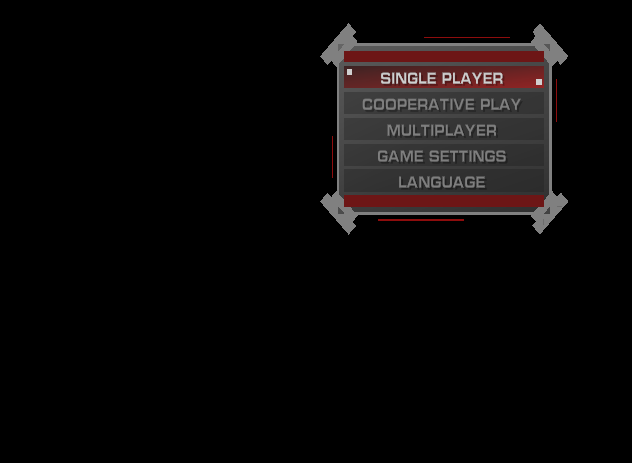 SINGLE PLAYER
COOPERATIVE PLAY
MULTIPLAYER
GAME SETTINGS
LANGUAGE